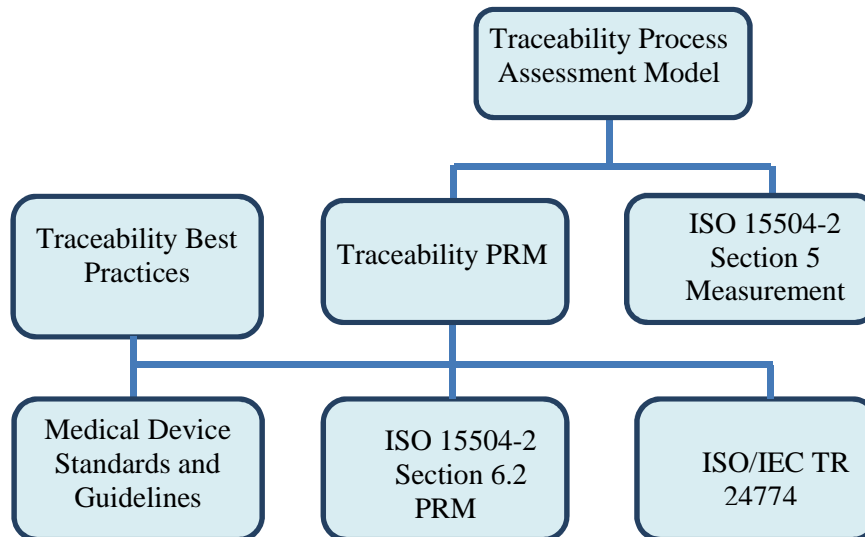 Traceability Process
Assessment Model
Traceability Best
Practices
Traceability PRM
ISO 15504-2
Section 5
Measurement
Medical Device
Standards and
Guidelines
ISO 15504-2
Section 6.2
PRM
ISO/IEC TR
24774